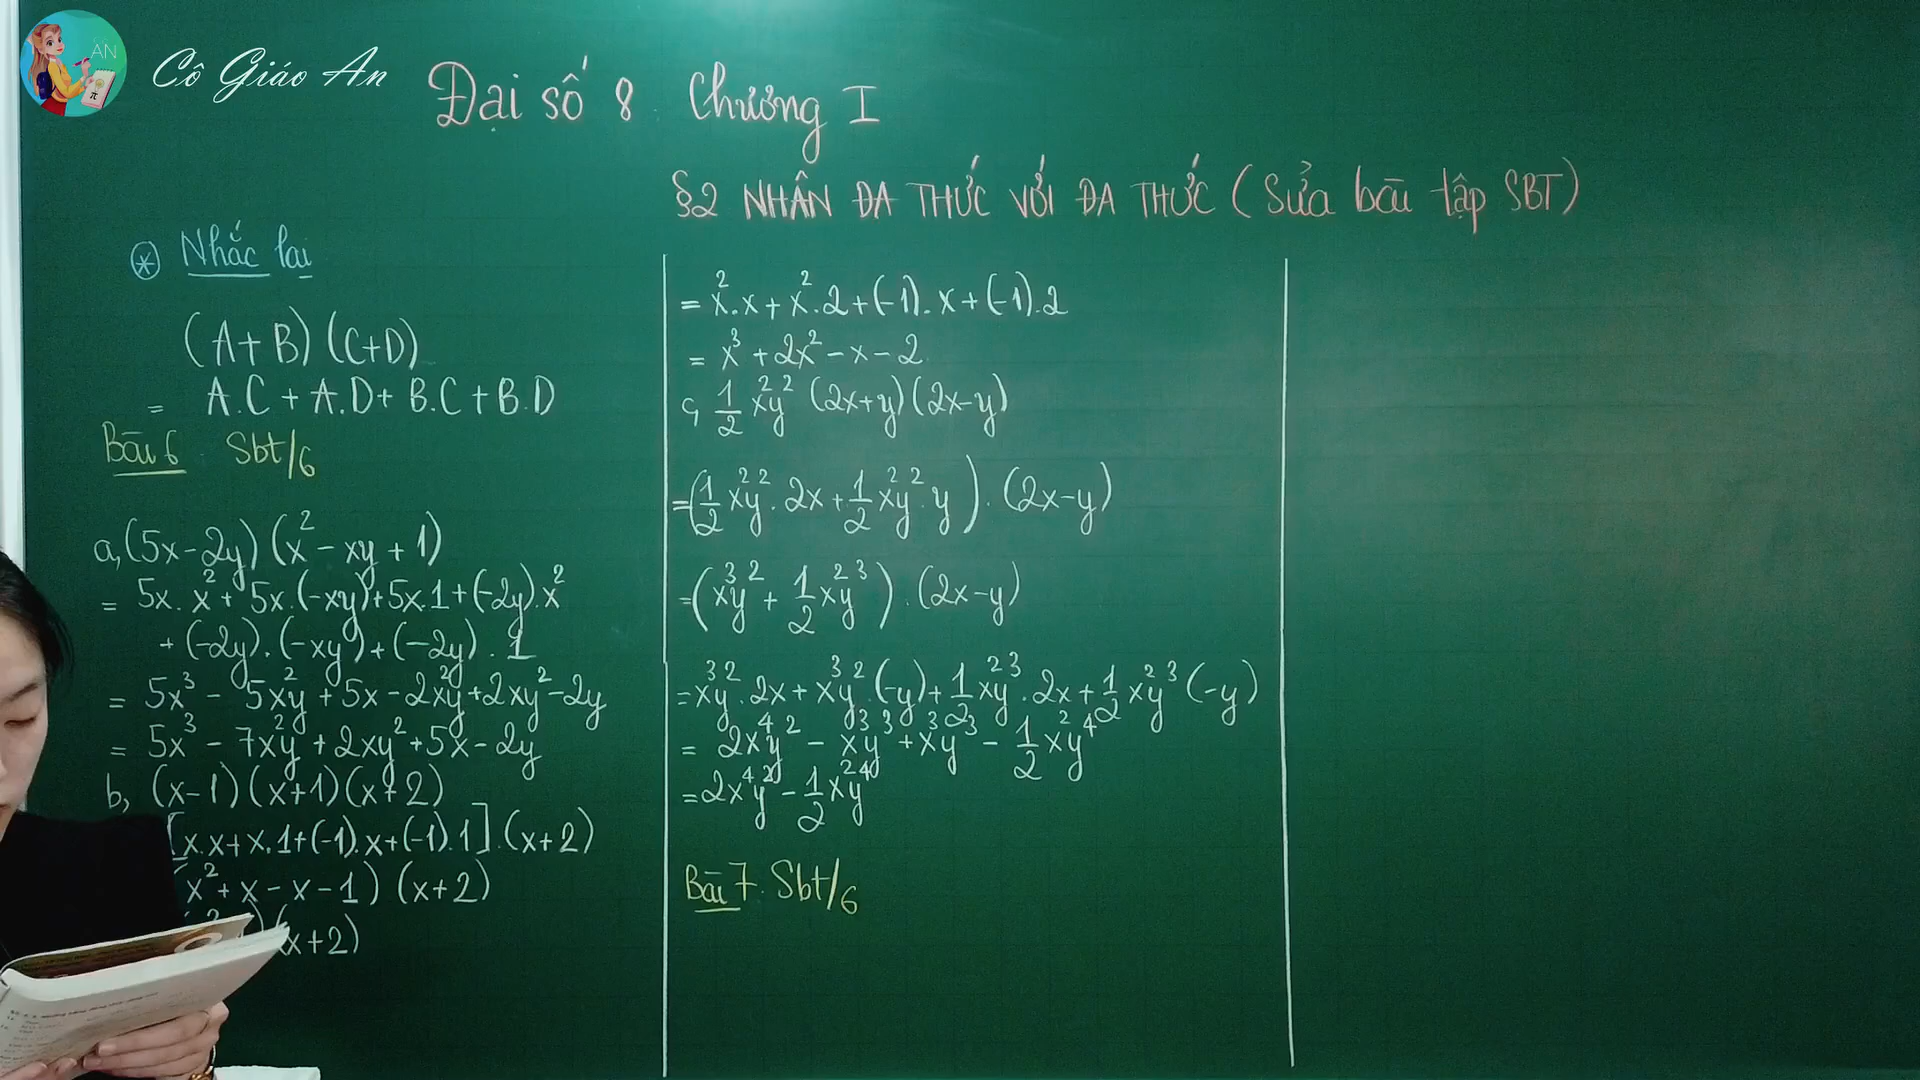 ÁN
π
Cô Giáo An
Đại số 8. Chương I
§2 NHÂN ĐA THỨC VỚI ĐA THỨC (Sửa bài tập SBT)
⊛ Nhắc lại
(A+B)(C+D)
= A.C + A.D + B.C + B.D
Bài 6. Sbt/6
a, (5x-2y)(x² - xy + 1)
= 5x.x² + 5x.(-xy) + 5x.1 + (-2y).x²
+ (-2y).(-xy) + (-2y).1
= 5x³ - 5x²y + 5x - 2x²y + 2xy² - 2y
= 5x³ - 7x²y + 2xy² + 5x - 2y
b, (x-1)(x+1)(x+2)
[x.x + x.1 + (-1).x + (-1).1].(x+2)
x² + x - x - 1) (x+2)
(x+2)
= x².x + x².2 + (-1).x + (-1).2
= x³ + 2x² - x - 2
c, 1/2 x²y² (2x+y)(2x-y)
= (1/2 x²y².2x + 1/2 x²y².y).(2x-y)
= (x³y² + 1/2 x²y³).(2x-y)
= x³y².2x + x³y².(-y) + 1/2 x²y³.2x + 1/2 x²y³(-y)
= 2x⁴y² - x³y³ + x³y³ - 1/2 x²y⁴
= 2x⁴y² - 1/2 x²y⁴
Bài 7. Sbt/6